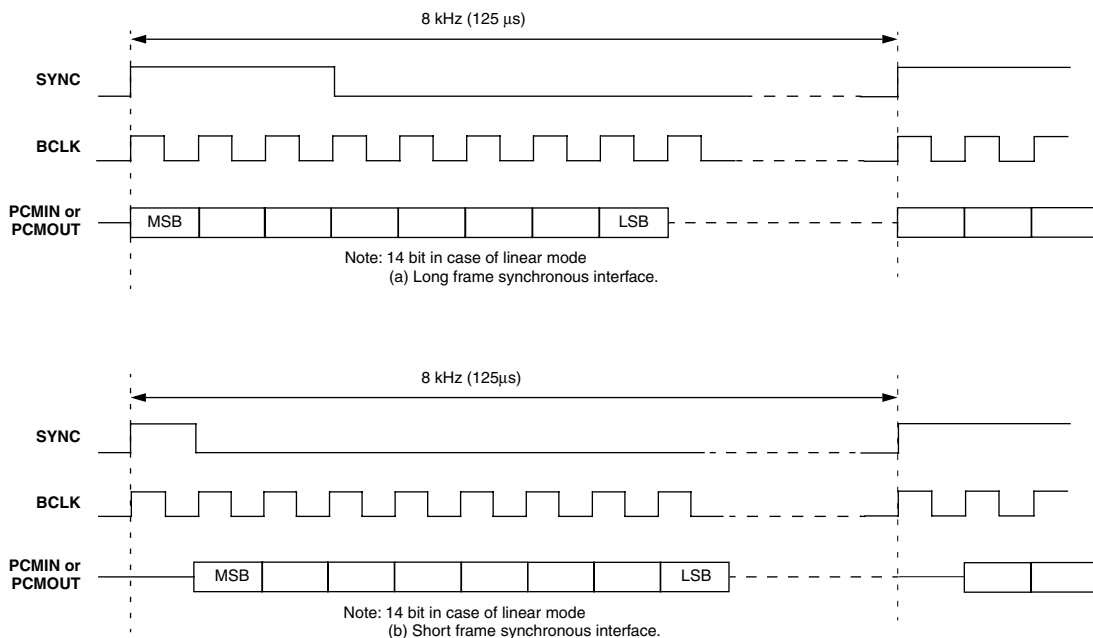 8 kHz (125 μs)
SYNC
BCLK
PCMIN or
PCMOUT
MSB
LSB
Note: 14 bit in case of linear mode
(a) Long frame synchronous interface.
8 kHz (125μs)
SYNC
BCLK
PCMIN or
PCMOUT
MSB
LSB
Note: 14 bit in case of linear mode
(b) Short frame synchronous interface.